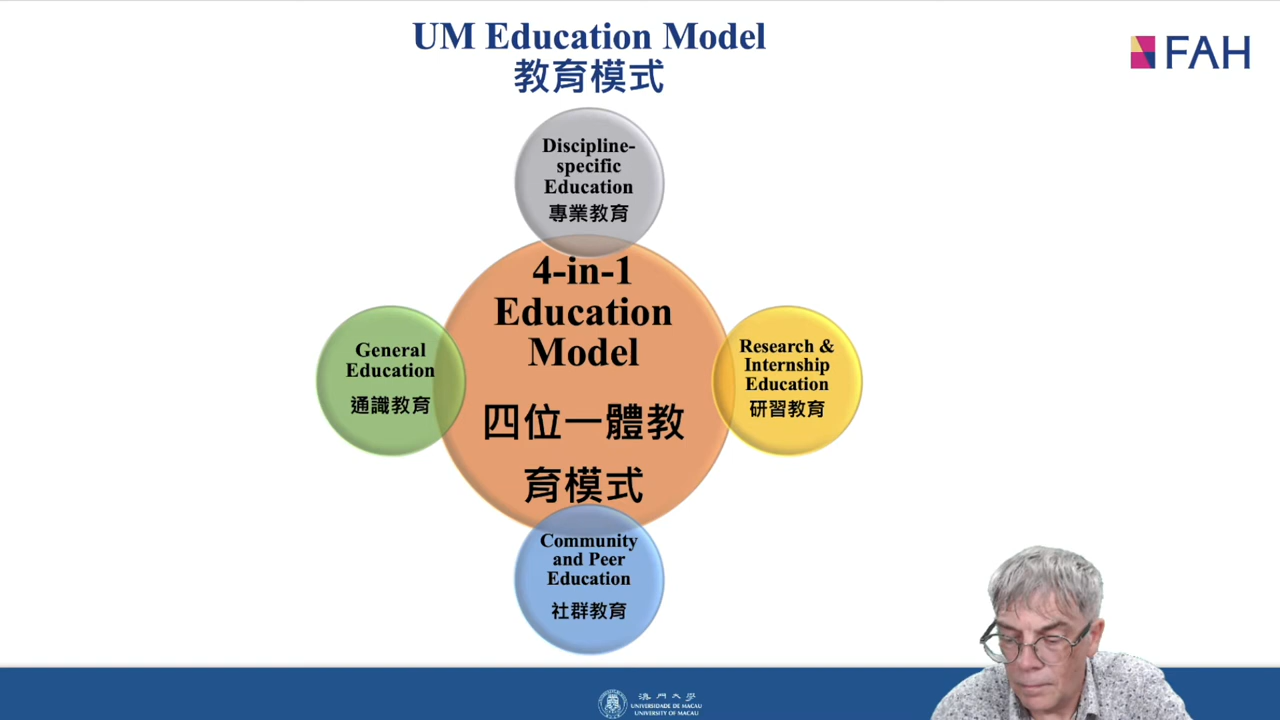 UM Education Model
教育模式
FAH
Discipline-
specific
Education
專業教育
4-in-1
Education
Model
四位一體教
育模式
General
Education
通識教育
Research &
Internship
Education
研習教育
Community
and Peer
Education
社群教育
澳門大學
UNIVERSIDADE DE MACAU
UNIVERSITY OF MACAU